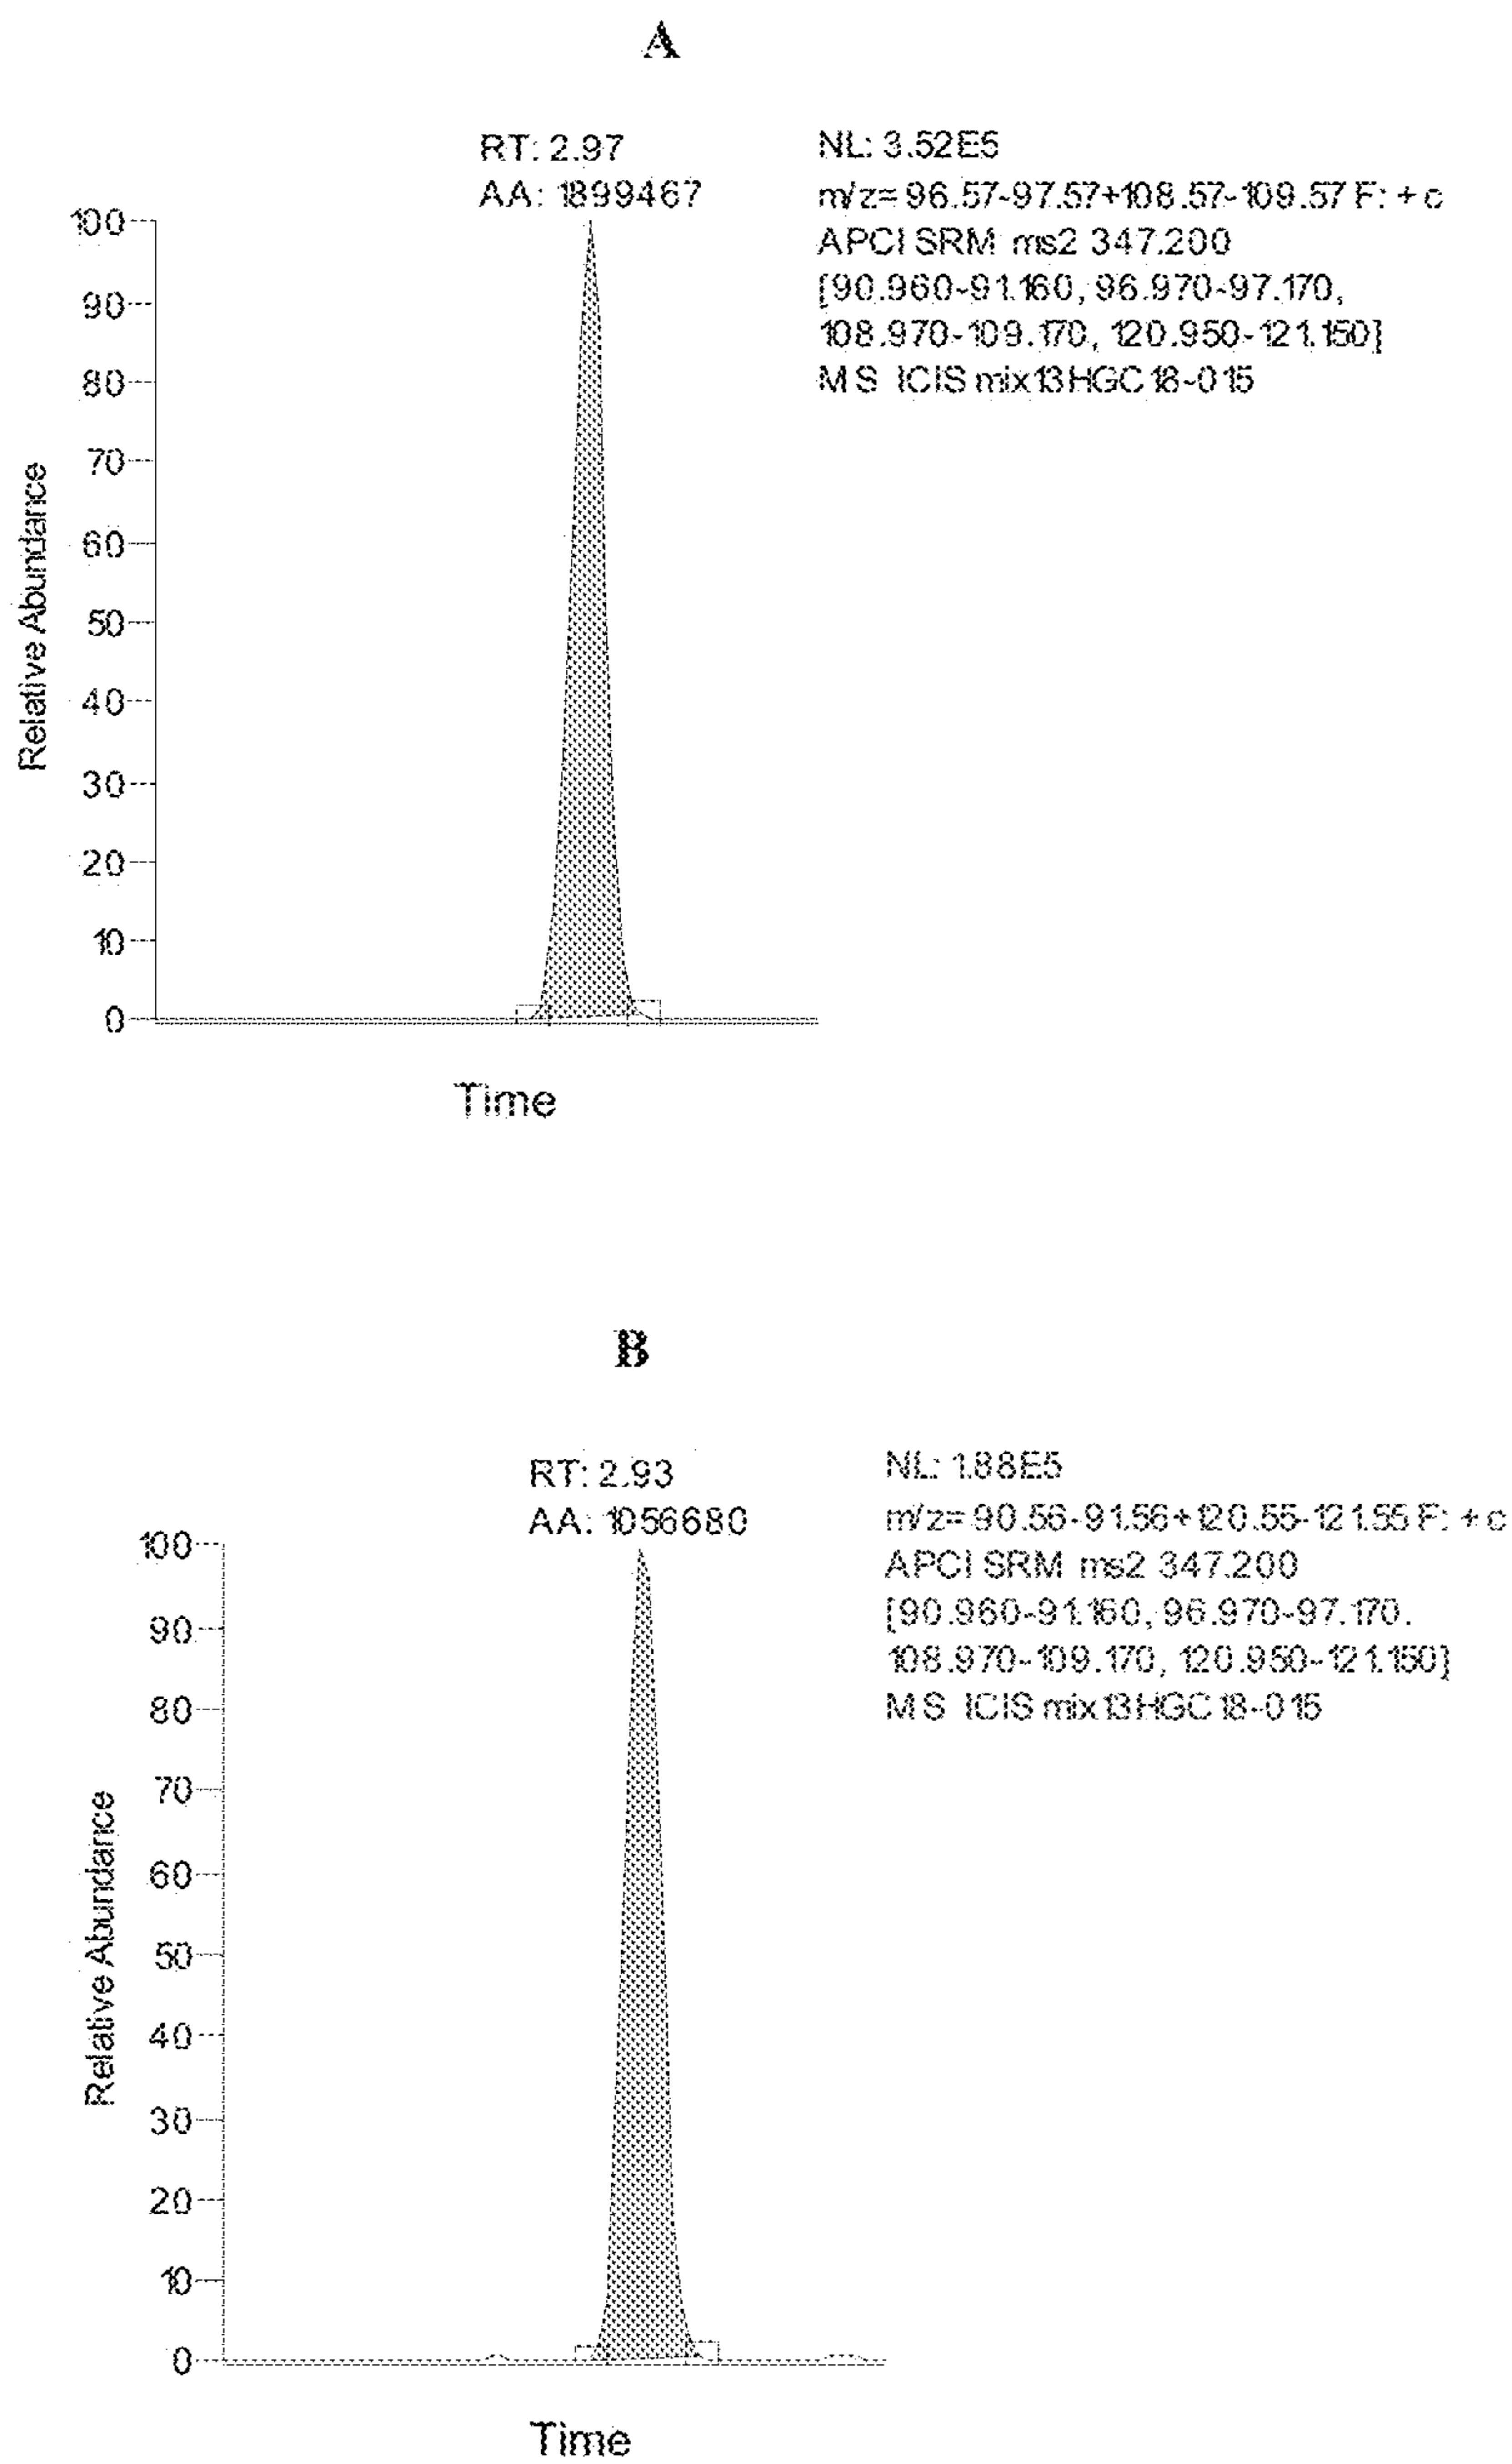 A
RT: 2.97
AA: 1899467
NL: 3.52E5
m/z= 96.57-97.57+108.57-109.57 F: + c
APCI SRM ms2 347.200
[90.960-91.160, 96.970-97.170,
108.970-109.170, 120.950-121.150]
MS ICIS mix13HGC18-015
100
90
80
70
60
50
40
30
20
10
0
Relative Abundance
Time
B
RT: 2.93
AA: 1056680
NL: 1.88E5
m/z= 90.56-91.56+120.55-121.55 F: + c
APCI SRM ms2 347.200
[90.960-91.160, 96.970-97.170.
108.970-109.170, 120.950-121.150]
MS ICIS mix13HGC18-015
100
90
80
70
60
50
40
30
20
10
0
Relative Abundance
Time